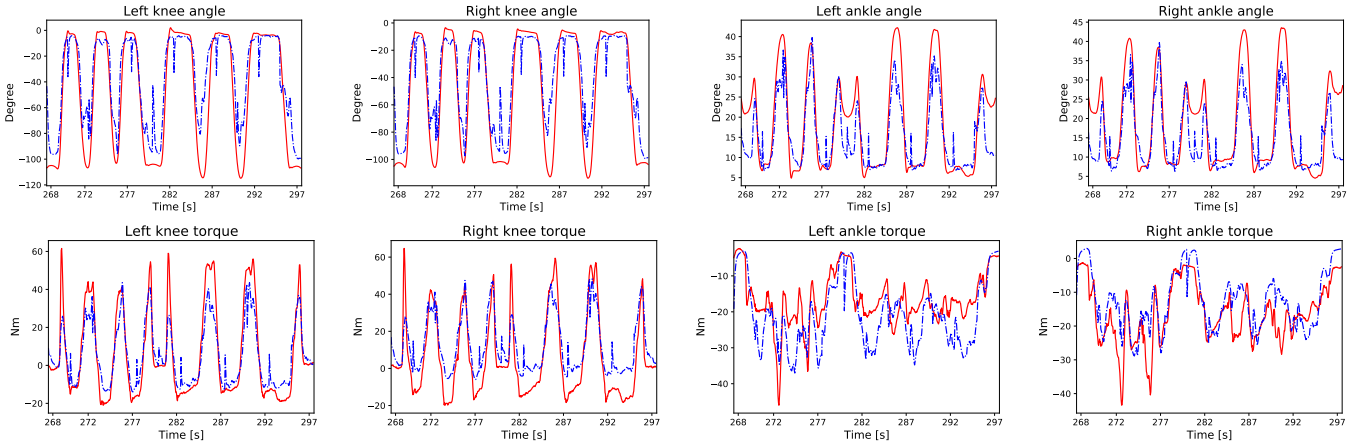 Left knee angle
0
−20
−40
−60
−80
−100
−120
Degree
268 272 277 282 287 292 297
Time [s]
Right knee angle
0
−20
−40
−60
−80
−100
Degree
268 272 277 282 287 292 297
Time [s]
Left ankle angle
40
35
30
25
20
15
10
5
Degree
268 272 277 282 287 292 297
Time [s]
Right ankle angle
45
40
35
30
25
20
15
10
5
Degree
268 272 277 282 287 292 297
Time [s]
Left knee torque
60
40
20
0
−20
Nm
268 272 277 282 287 292 297
Time [s]
Right knee torque
60
40
20
0
−20
Nm
268 272 277 282 287 292 297
Time [s]
Left ankle torque
−10
−20
−30
−40
Nm
268 272 277 282 287 292 297
Time [s]
Right ankle torque
0
−10
−20
−30
−40
Nm
268 272 277 282 287 292 297
Time [s]